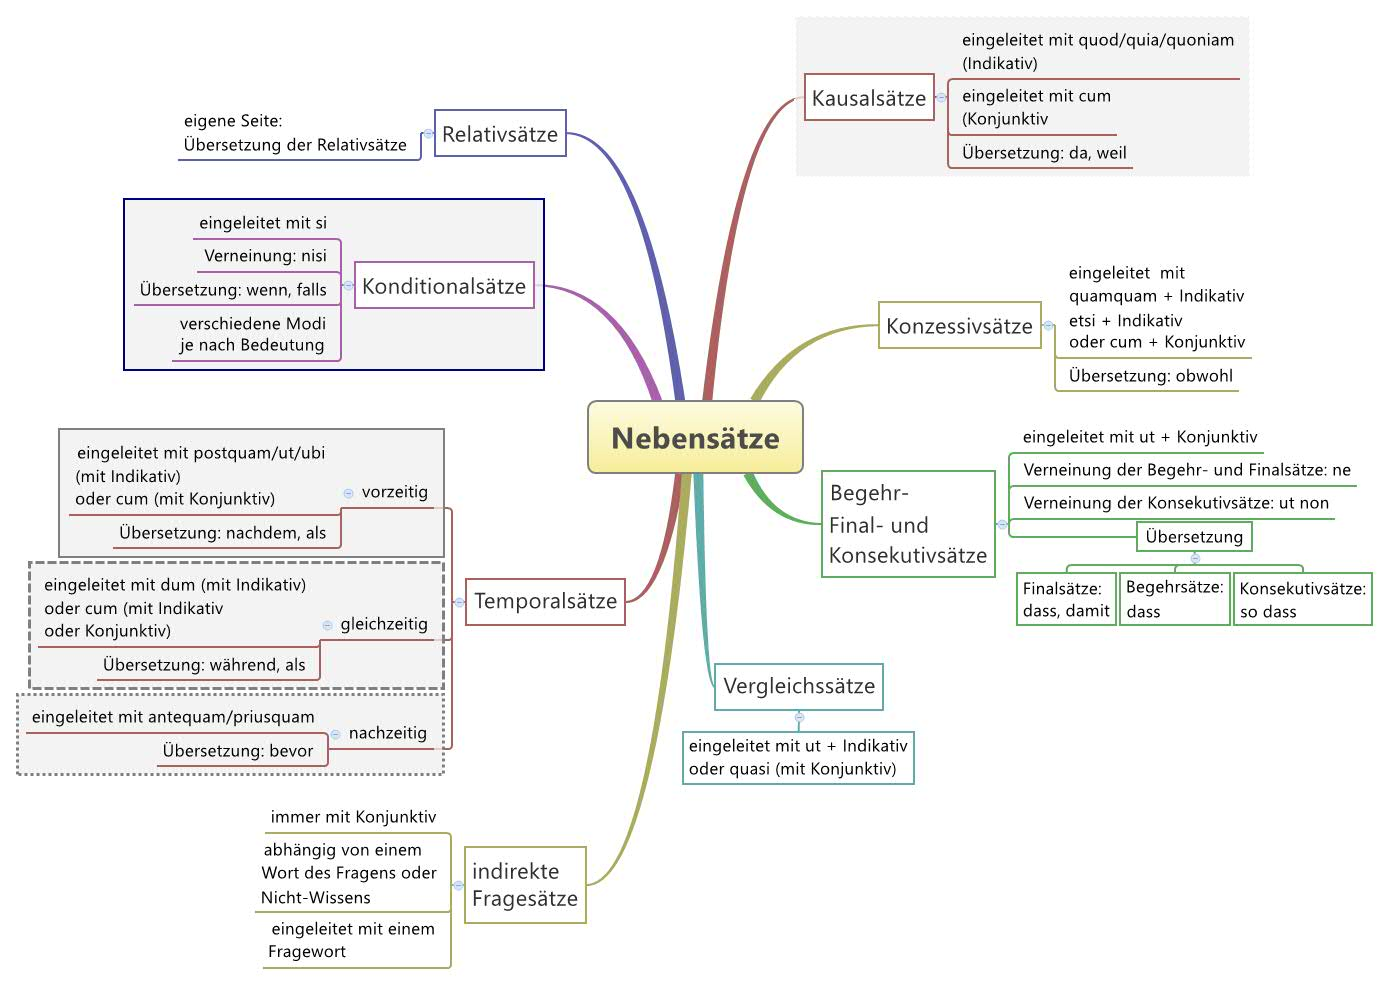 Nebensätze
Kausalsätze
eingeleitet mit quod/quia/quoniam
(Indikativ)
eingeleitet mit cum
(Konjunktiv
Übersetzung: da, weil
Konzessivsätze
eingeleitet mit
quamquam + Indikativ
etsi + Indikativ
oder cum + Konjunktiv
Übersetzung: obwohl
Begehr-
Final- und
Konsekutivsätze
eingeleitet mit ut + Konjunktiv
Verneinung der Begehr- und Finalsätze: ne
Verneinung der Konsekutivsätze: ut non
Übersetzung
Finalsätze:
dass, damit
Begehrsätze:
dass
Konsekutivsätze:
so dass
Vergleichssätze
eingeleitet mit ut + Indikativ
oder quasi (mit Konjunktiv)
Relativsätze
eigene Seite:
Übersetzung der Relativsätze
Konditionalsätze
eingeleitet mit si
Verneinung: nisi
Übersetzung: wenn, falls
verschiedene Modi
je nach Bedeutung
Temporalsätze
vorzeitig
eingeleitet mit postquam/ut/ubi
(mit Indikativ)
oder cum (mit Konjunktiv)
Übersetzung: nachdem, als
gleichzeitig
eingeleitet mit dum (mit Indikativ)
oder cum (mit Indikativ
oder Konjunktiv)
Übersetzung: während, als
nachzeitig
eingeleitet mit antequam/priusquam
Übersetzung: bevor
indirekte
Fragesätze
immer mit Konjunktiv
abhängig von einem
Wort des Fragens oder
Nicht-Wissens
eingeleitet mit einem
Fragewort